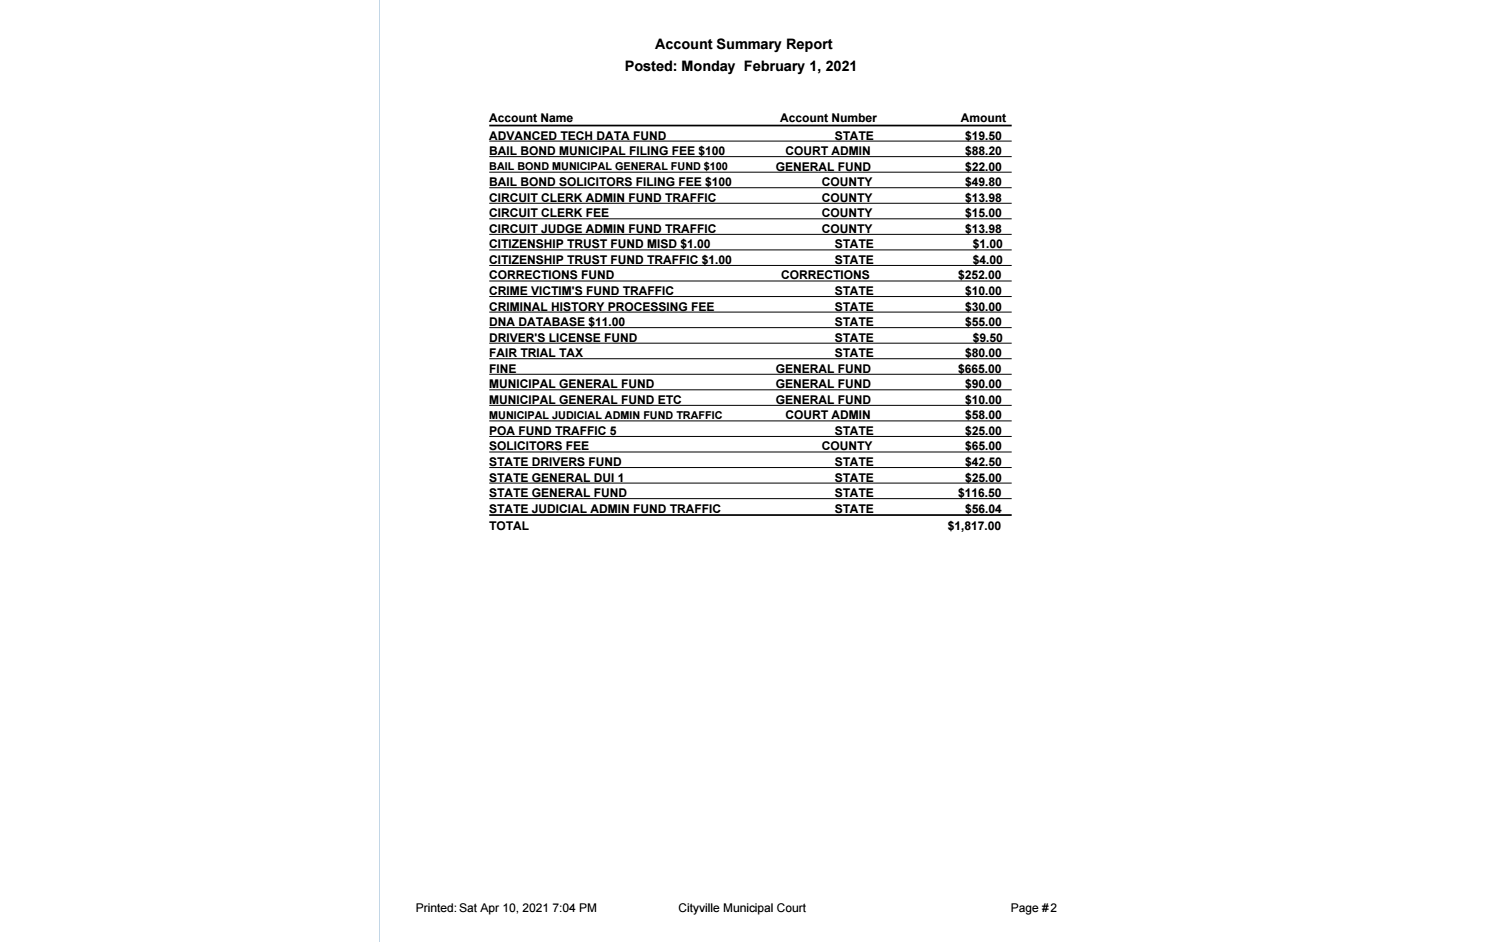 Account Summary Report
Posted: Monday February 1, 2021
Account Name Account Number Amount
ADVANCED TECH DATA FUND STATE $19.50
BAIL BOND MUNICIPAL FILING FEE $100 COURT ADMIN $88.20
BAIL BOND MUNICIPAL GENERAL FUND $100 GENERAL FUND $22.00
BAIL BOND SOLICITORS FILING FEE $100 COUNTY $49.80
CIRCUIT CLERK ADMIN FUND TRAFFIC COUNTY $13.98
CIRCUIT CLERK FEE COUNTY $15.00
CIRCUIT JUDGE ADMIN FUND TRAFFIC COUNTY $13.98
CITIZENSHIP TRUST FUND MISD $1.00 STATE $1.00
CITIZENSHIP TRUST FUND TRAFFIC $1.00 STATE $4.00
CORRECTIONS FUND CORRECTIONS $252.00
CRIME VICTIM'S FUND TRAFFIC STATE $10.00
CRIMINAL HISTORY PROCESSING FEE STATE $30.00
DNA DATABASE $11.00 STATE $55.00
DRIVER'S LICENSE FUND STATE $9.50
FAIR TRIAL TAX STATE $80.00
FINE GENERAL FUND $665.00
MUNICIPAL GENERAL FUND GENERAL FUND $90.00
MUNICIPAL GENERAL FUND ETC GENERAL FUND $10.00
MUNICIPAL JUDICIAL ADMIN FUND TRAFFIC COURT ADMIN $58.00
POA FUND TRAFFIC 5 STATE $25.00
SOLICITORS FEE COUNTY $65.00
STATE DRIVERS FUND STATE $42.50
STATE GENERAL DUI 1 STATE $25.00
STATE GENERAL FUND STATE $116.50
STATE JUDICIAL ADMIN FUND TRAFFIC STATE $56.04
TOTAL $1,817.00
Printed: Sat Apr 10, 2021 7:04 PM Cityville Municipal Court Page #2